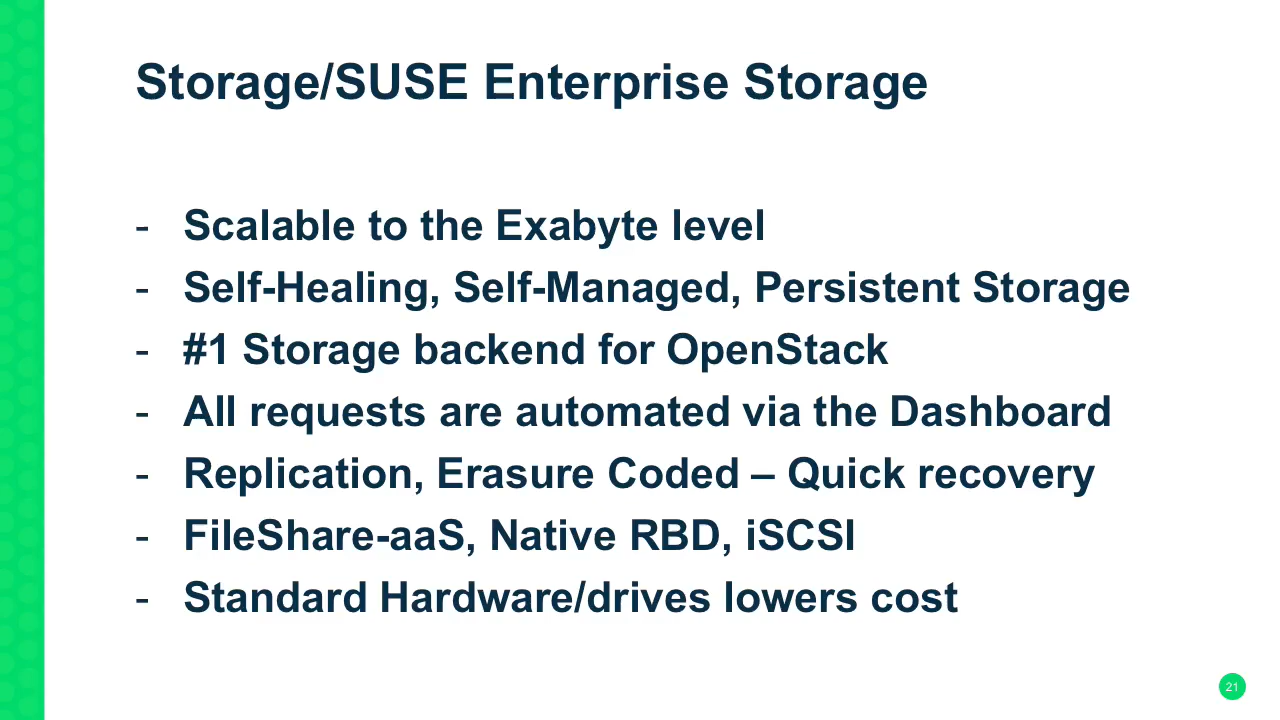 Storage/SUSE Enterprise Storage
- Scalable to the Exabyte level
- Self-Healing, Self-Managed, Persistent Storage
- #1 Storage backend for OpenStack
- All requests are automated via the Dashboard
- Replication, Erasure Coded – Quick recovery
- FileShare-aaS, Native RBD, iSCSI
- Standard Hardware/drives lowers cost
21